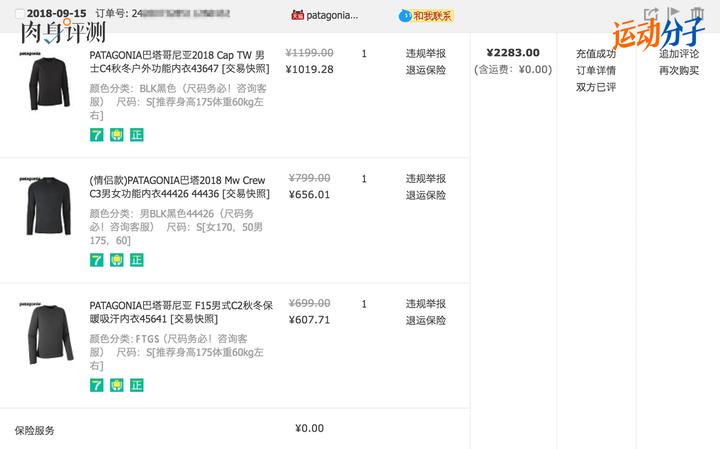 2018-09-15 订单号: 24
天猫 patagonia...
和我联系
肉身评测
运动分子
patagonia
PATAGONIA巴塔哥尼亚2018 Cap TW 男
士C4秋冬户外功能内衣43647 [交易快照]
颜色分类：BLK黑色（尺码务必！咨询客
服） 尺码：S[推荐身高175体重60kg左
右]
7 正
¥1199.00
¥1019.28
1
违规举报
退运保险
¥2283.00
(含运费：¥0.00)
充值成功
订单详情
双方已评
追加评论
再次购买
patagonia
(情侣款)PATAGONIA巴塔2018 Mw Crew
C3男女功能内衣44426 44436 [交易快照]
颜色分类：男BLK黑色44426（尺码务
必！咨询客服） 尺码：S[女170，50男
175，60]
7 正
¥799.00
¥656.01
1
违规举报
退运保险
patagonia
PATAGONIA巴塔哥尼亚 F15男式C2秋冬保
暖吸汗内衣45641 [交易快照]
颜色分类：FTGS（尺码务必！咨询客
服） 尺码：S[推荐身高175体重60kg左
右]
7 正
¥699.00
¥607.71
1
违规举报
退运保险
保险服务
¥0.00